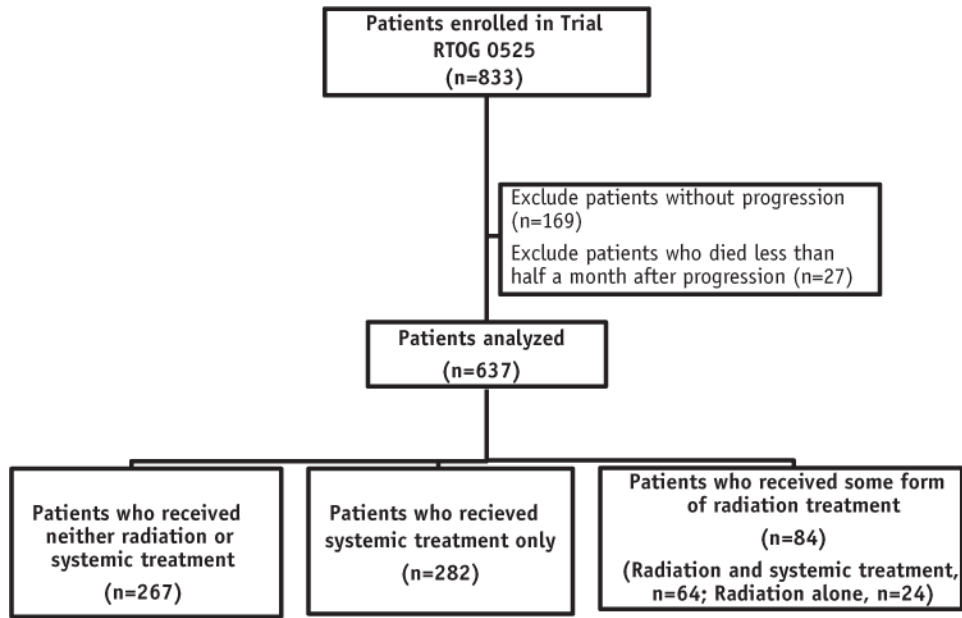 Patients enrolled in Trial
RTOG 0525
(n=833)
Exclude patients without progression
(n=169)
Exclude patients who died less than
half a month after progression (n=27)
Patients analyzed
(n=637)
Patients who received
neither radiation or
systemic treatment
(n=267)
Patients who recieved
systemic treatment only
(n=282)
Patients who received some form
of radiation treatment
(n=84)
(Radiation and systemic treatment,
n=64; Radiation alone, n=24)